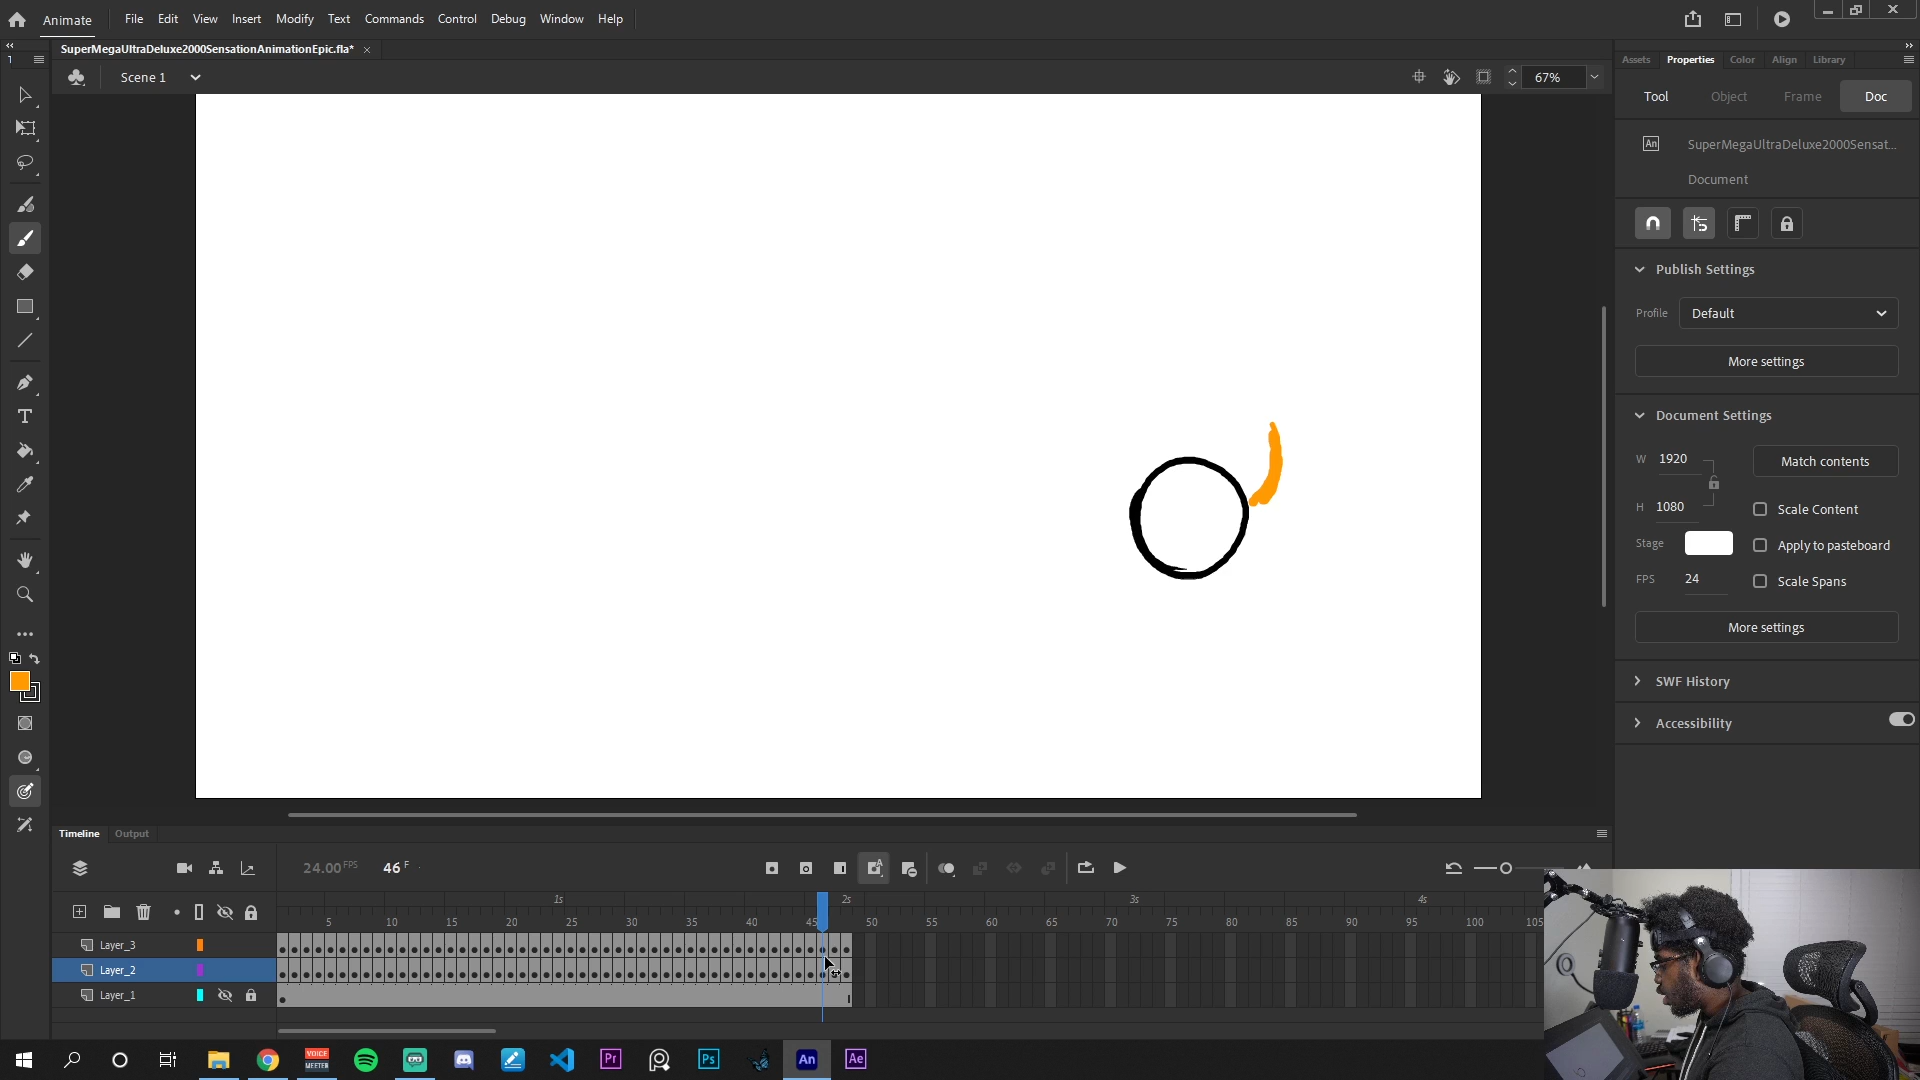 Animate File Edit View Insert Modify Text Commands Control Debug Window Help
SuperMegaUltraDeluxe2000SensationAnimationEpic.fla* ×
Scene 1 67%
Assets Properties Color Align Library
Tool Object Frame Doc
An SuperMegaUltraDeluxe2000Sensat...
Document
Publish Settings
Profile Default
More settings
Document Settings
W 1920 Match contents
H 1080 Scale Content
Stage Apply to pasteboard
FPS 24 Scale Spans
More settings
SWF History
Accessibility
T
Timeline Output
24.00 FPS 46 F
1s 2s 3s 4s
5 10 15 20 25 30 35 40 45 50 55 60 65 70 75 80 85 90 95 100 105
Layer_3
Layer_2
Layer_1
VOICE MEETER Pr Ps An Ae